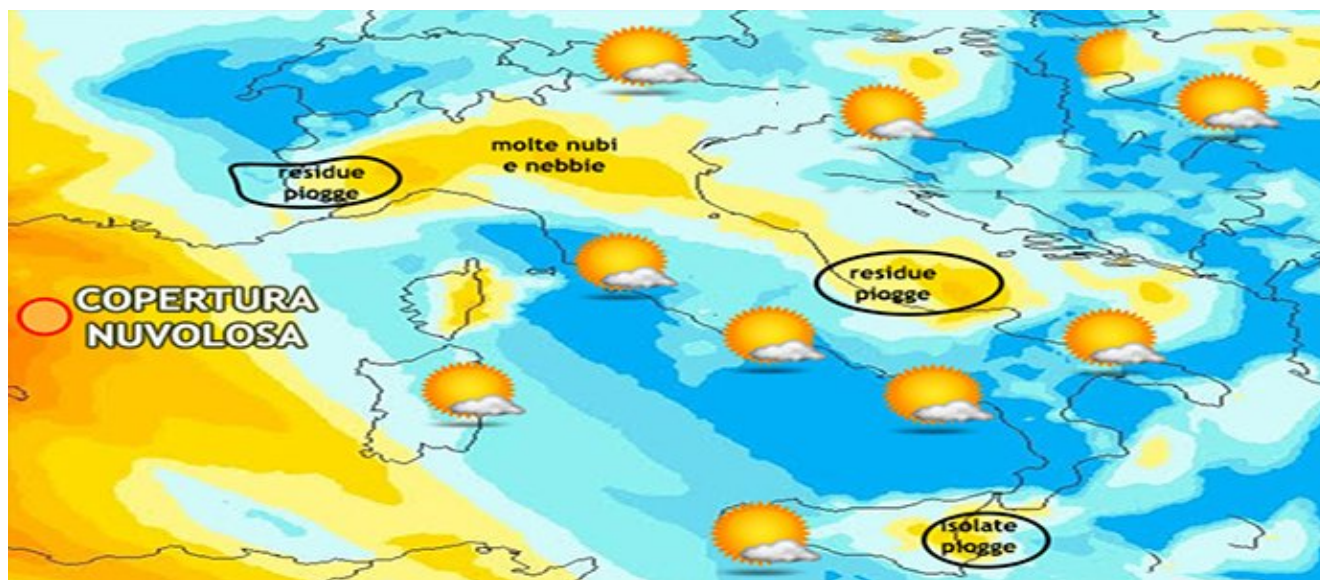 molte nubi
e nebbie
residue
piogge
residue
piogge
COPERTURA
NUVOLOSA
isolate
piogge